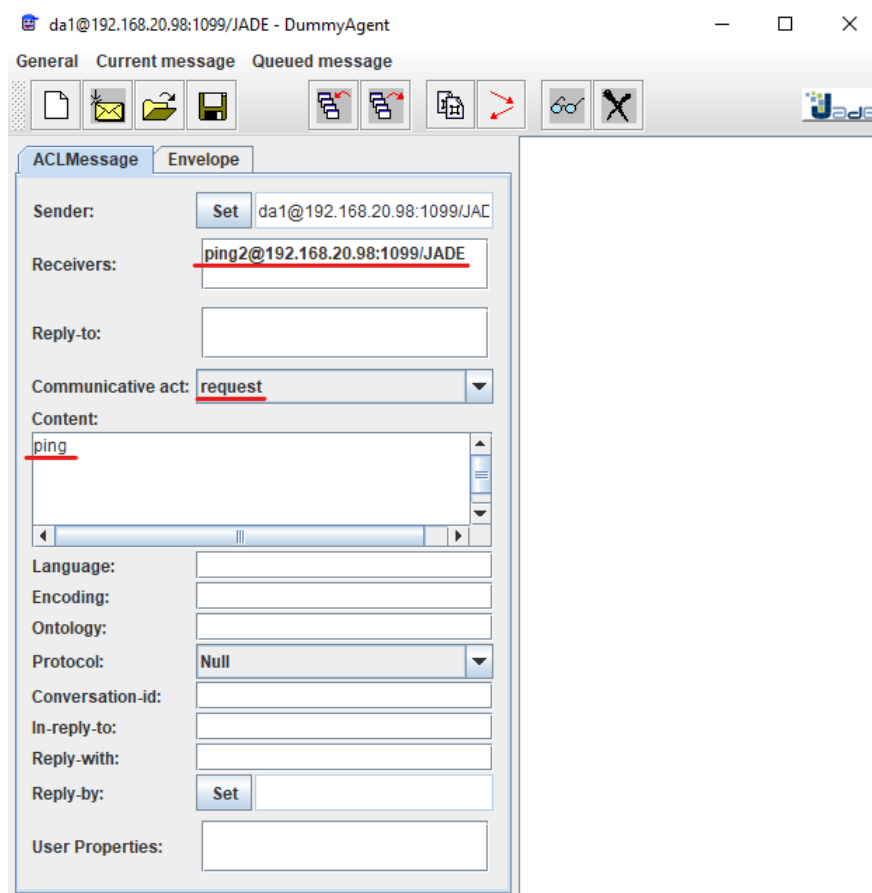 da1@192.168.20.98:1099/JADE - DummyAgent
General Current message Queued message
Jade
ACLMessage Envelope
Sender: Set da1@192.168.20.98:1099/JAD
Receivers: ping2@192.168.20.98:1099/JADE
Reply-to:
Communicative act: request
Content:
ping
Language:
Encoding:
Ontology:
Protocol: Null
Conversation-id:
In-reply-to:
Reply-with:
Reply-by: Set
User Properties: